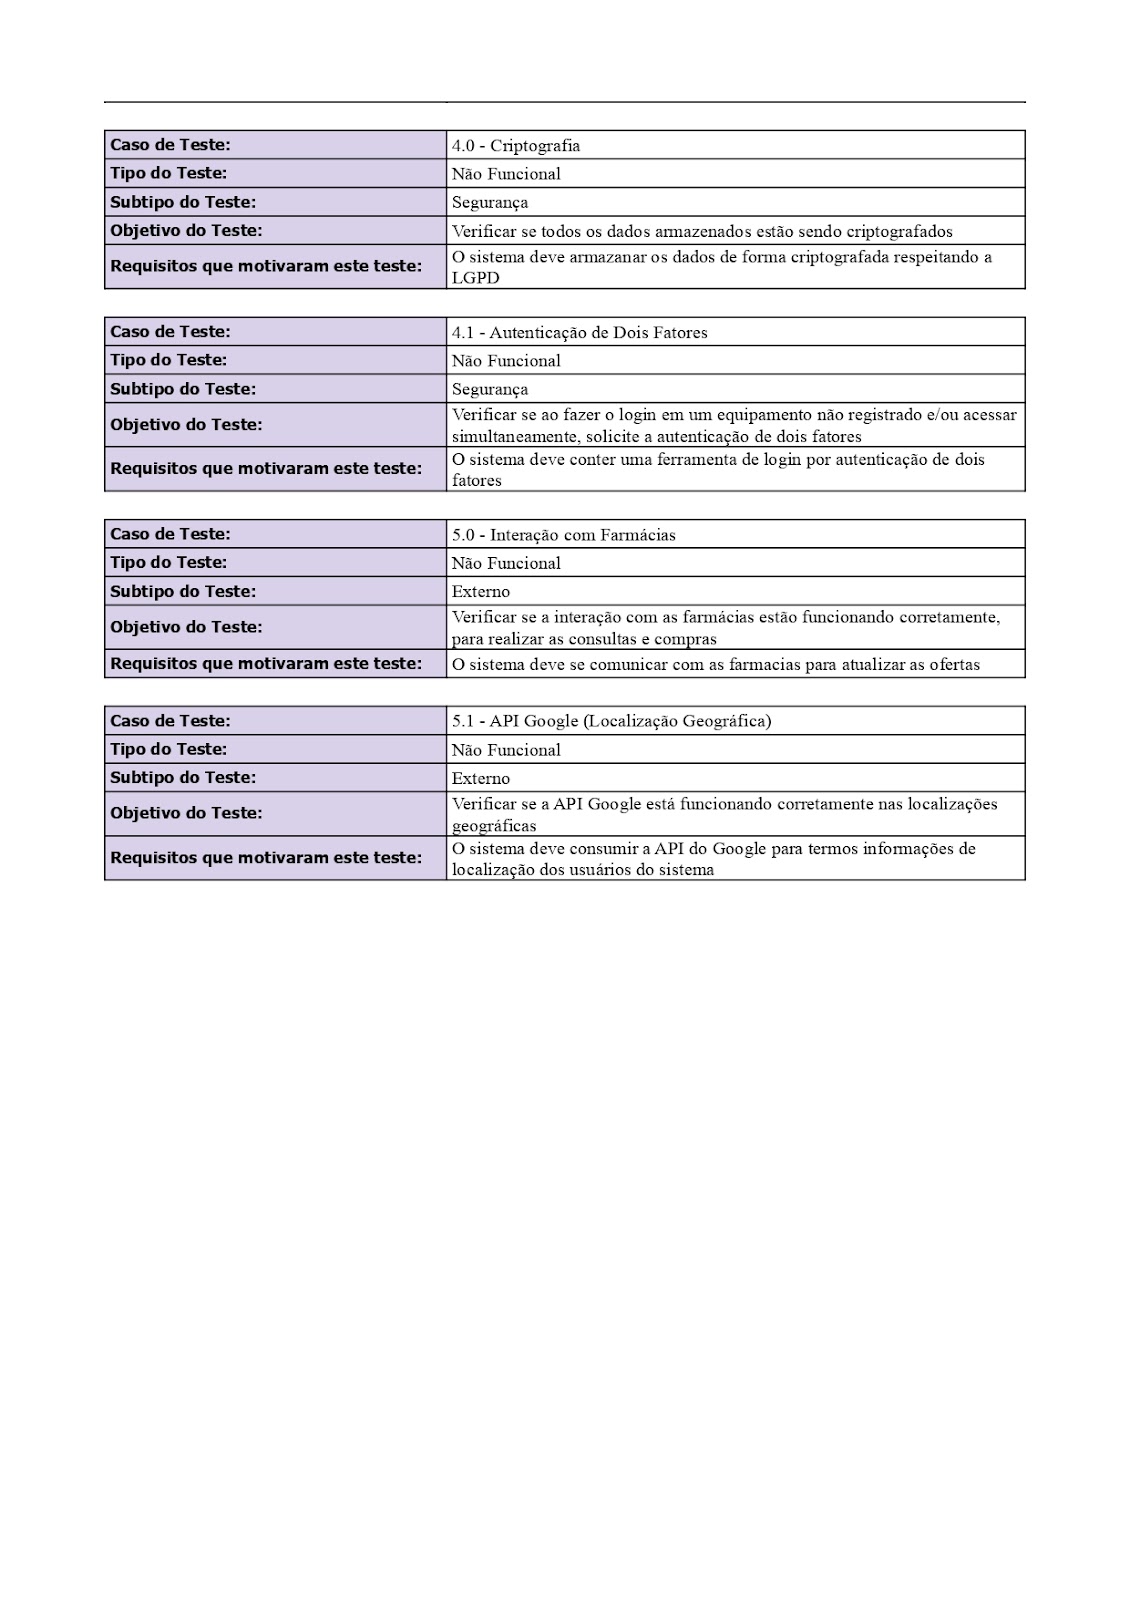 Caso de Teste: 4.0 - Criptografia
Tipo do Teste: Não Funcional
Subtipo do Teste: Segurança
Objetivo do Teste: Verificar se todos os dados armazenados estão sendo criptografados
Requisitos que motivaram este teste: O sistema deve armazanar os dados de forma criptografada respeitando a
LGPD
Caso de Teste: 4.1 - Autenticação de Dois Fatores
Tipo do Teste: Não Funcional
Subtipo do Teste: Segurança
Objetivo do Teste: Verificar se ao fazer o login em um equipamento não registrado e/ou acessar
simultaneamente, solicite a autenticação de dois fatores
Requisitos que motivaram este teste: O sistema deve conter uma ferramenta de login por autenticação de dois
fatores
Caso de Teste: 5.0 - Interação com Farmácias
Tipo do Teste: Não Funcional
Subtipo do Teste: Externo
Objetivo do Teste: Verificar se a interação com as farmácias estão funcionando corretamente,
para realizar as consultas e compras
Requisitos que motivaram este teste: O sistema deve se comunicar com as farmacias para atualizar as ofertas
Caso de Teste: 5.1 - API Google (Localização Geográfica)
Tipo do Teste: Não Funcional
Subtipo do Teste: Externo
Objetivo do Teste: Verificar se a API Google está funcionando corretamente nas localizações
geográficas
Requisitos que motivaram este teste: O sistema deve consumir a API do Google para termos informações de
localização dos usuários do sistema